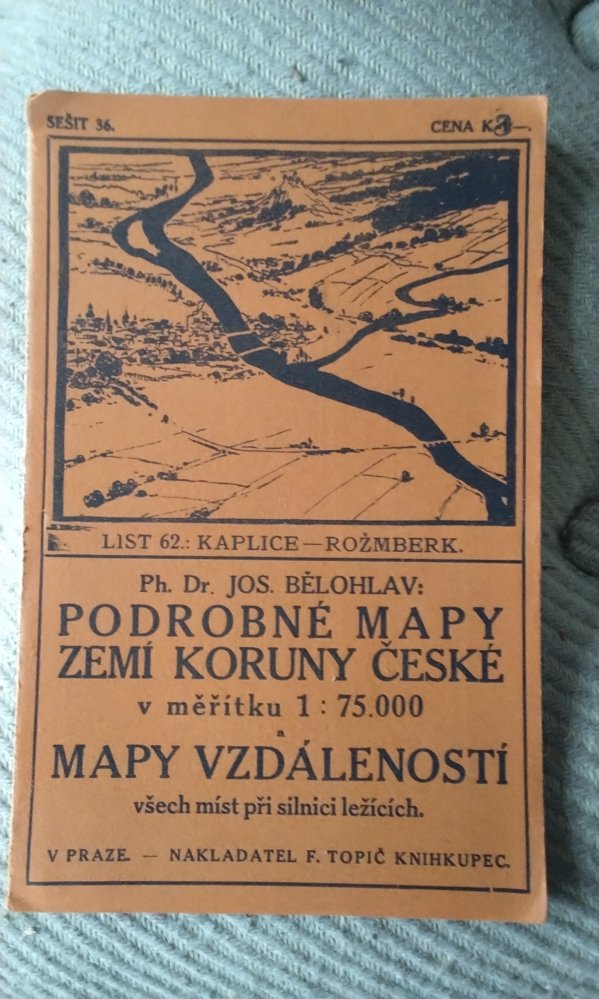 SEŠIT 36.
CENA K
LIST 62.: KAPLICE—ROŽMBERK.
Ph. Dr. JOS. BĚLOHLAV:
PODROBNÉ MAPY
ZEMÍ KORUNY ČESKÉ
v měřítku 1 : 75.000
a
MAPY VZDÁLENOSTÍ
všech míst při silnici ležících.
V PRAZE. — NAKLADATEL F. TOPIČ KNIHKUPEC.